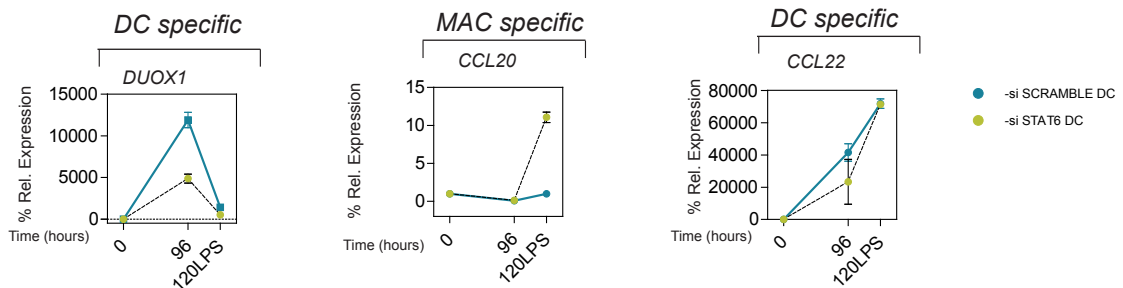 DC specific
DUOX1
% Rel. Expression
15000
10000
5000
0
Time (hours)
0
96
120LPS
MAC specific
CCL20
% Rel. Expression
15
10
5
0
Time (hours)
0
96
120LPS
DC specific
CCL22
% Rel. Expression
80000
60000
40000
20000
0
Time (hours)
0
96
120LPS
-si SCRAMBLE DC
-si STAT6 DC